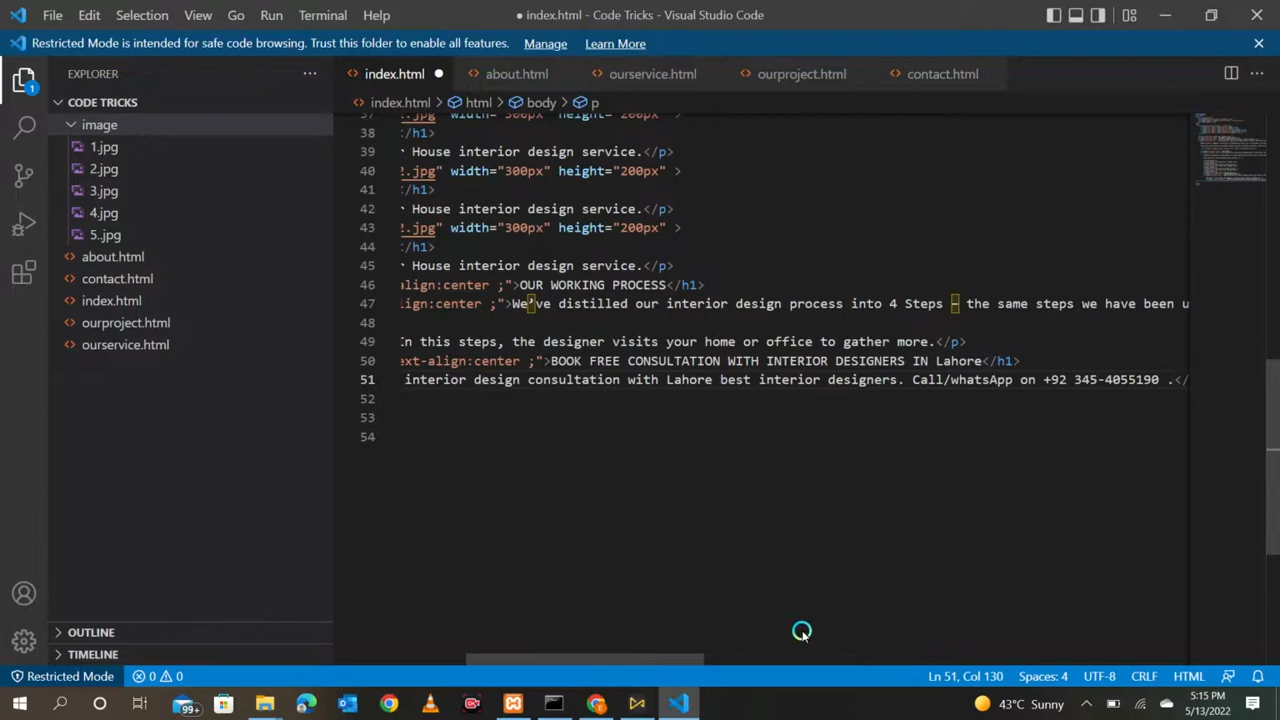 File Edit Selection View Go Run Terminal Help ● index.html - Code Tricks - Visual Studio Code
Restricted Mode is intended for safe code browsing. Trust this folder to enable all features. Manage Learn More
EXPLORER
index.html about.html ourservice.html ourproject.html contact.html
CODE TRICKS
index.html > html > body > p
image
1.jpg
2.jpg
3.jpg
4.jpg
5..jpg
about.html
contact.html
index.html
ourproject.html
ourservice.html
37 .jpg" width="300px" height="200px" >
38 </h1>
39 House interior design service.</p>
40 2.jpg" width="300px" height="200px" >
41 </h1>
42 House interior design service.</p>
43 2.jpg" width="300px" height="200px" >
44 </h1>
45 House interior design service.</p>
46 align:center ;">OUR WORKING PROCESS</h1>
47 lign:center ;">We’ve distilled our interior design process into 4 Steps – the same steps we have been u
48
49 In this steps, the designer visits your home or office to gather more.</p>
50 ext-align:center ;">BOOK FREE CONSULTATION WITH INTERIOR DESIGNERS IN Lahore</h1>
51 interior design consultation with Lahore best interior designers. Call/whatsApp on +92 345-4055190 .</
52
53
54
OUTLINE
TIMELINE
1
Restricted Mode 0 0 Ln 51, Col 130 Spaces: 4 UTF-8 CRLF HTML
99+ 43°C Sunny 5:15 PM
5/13/2022